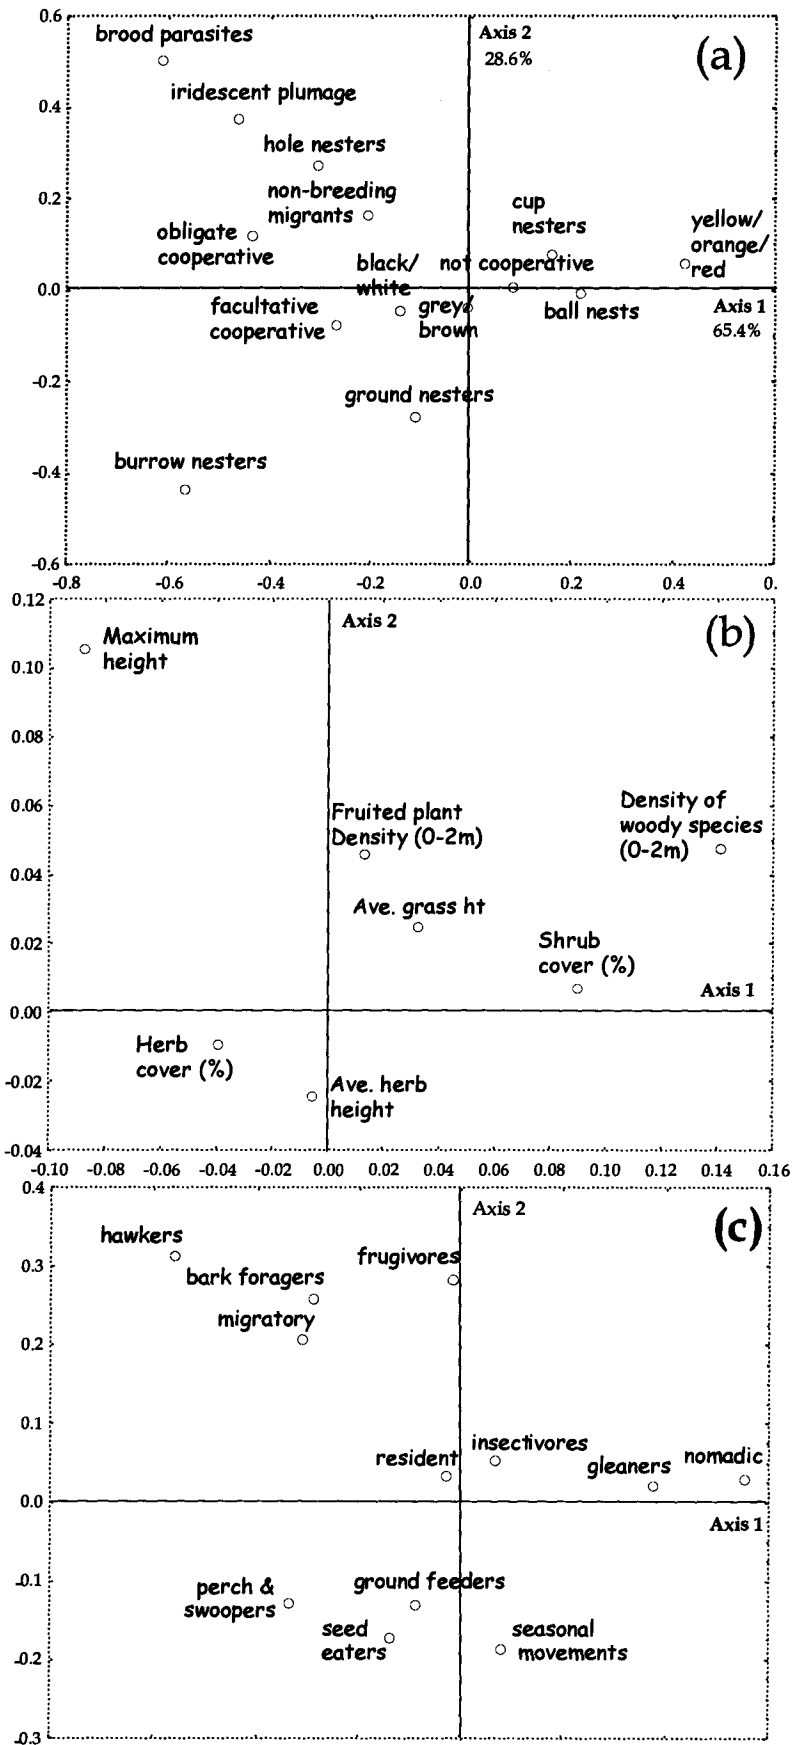 0.6
brood parasites
Axis 2
28.6%
(a)
iridescent plumage
0.4
hole nesters
non-breeding
migrants
0.2
cup
nesters
yellow/
orange/
red
obligate
cooperative
black/
white
not cooperative
0.0
facultative
cooperative
grey/
brown
ball nests
Axis 1
65.4%
-0.2
ground nesters
burrow nesters
-0.4
-0.6
-0.8 -0.6 -0.4 -0.2 0.0 0.2 0.4 0.
0.12
Axis 2
(b)
Maximum
height
0.10
0.08
0.06
Fruited plant
Density (0-2m)
Density of
woody species
(0-2m)
0.04
Ave. grass ht
0.02
Shrub
cover (%)
Axis 1
0.00
Herb
cover (%)
-0.02
Ave. herb
height
-0.04
-0.10 -0.08 -0.06 -0.04 -0.02 0.00 0.02 0.04 0.06 0.08 0.10 0.12 0.14 0.16
0.4
Axis 2
(c)
hawkers
frugivores
0.3
bark foragers
migratory
0.2
0.1
resident
insectivores
gleaners
nomadic
0.0
Axis 1
-0.1
perch &
swoopers
ground feeders
seed
eaters
seasonal
movements
-0.2
-0.3